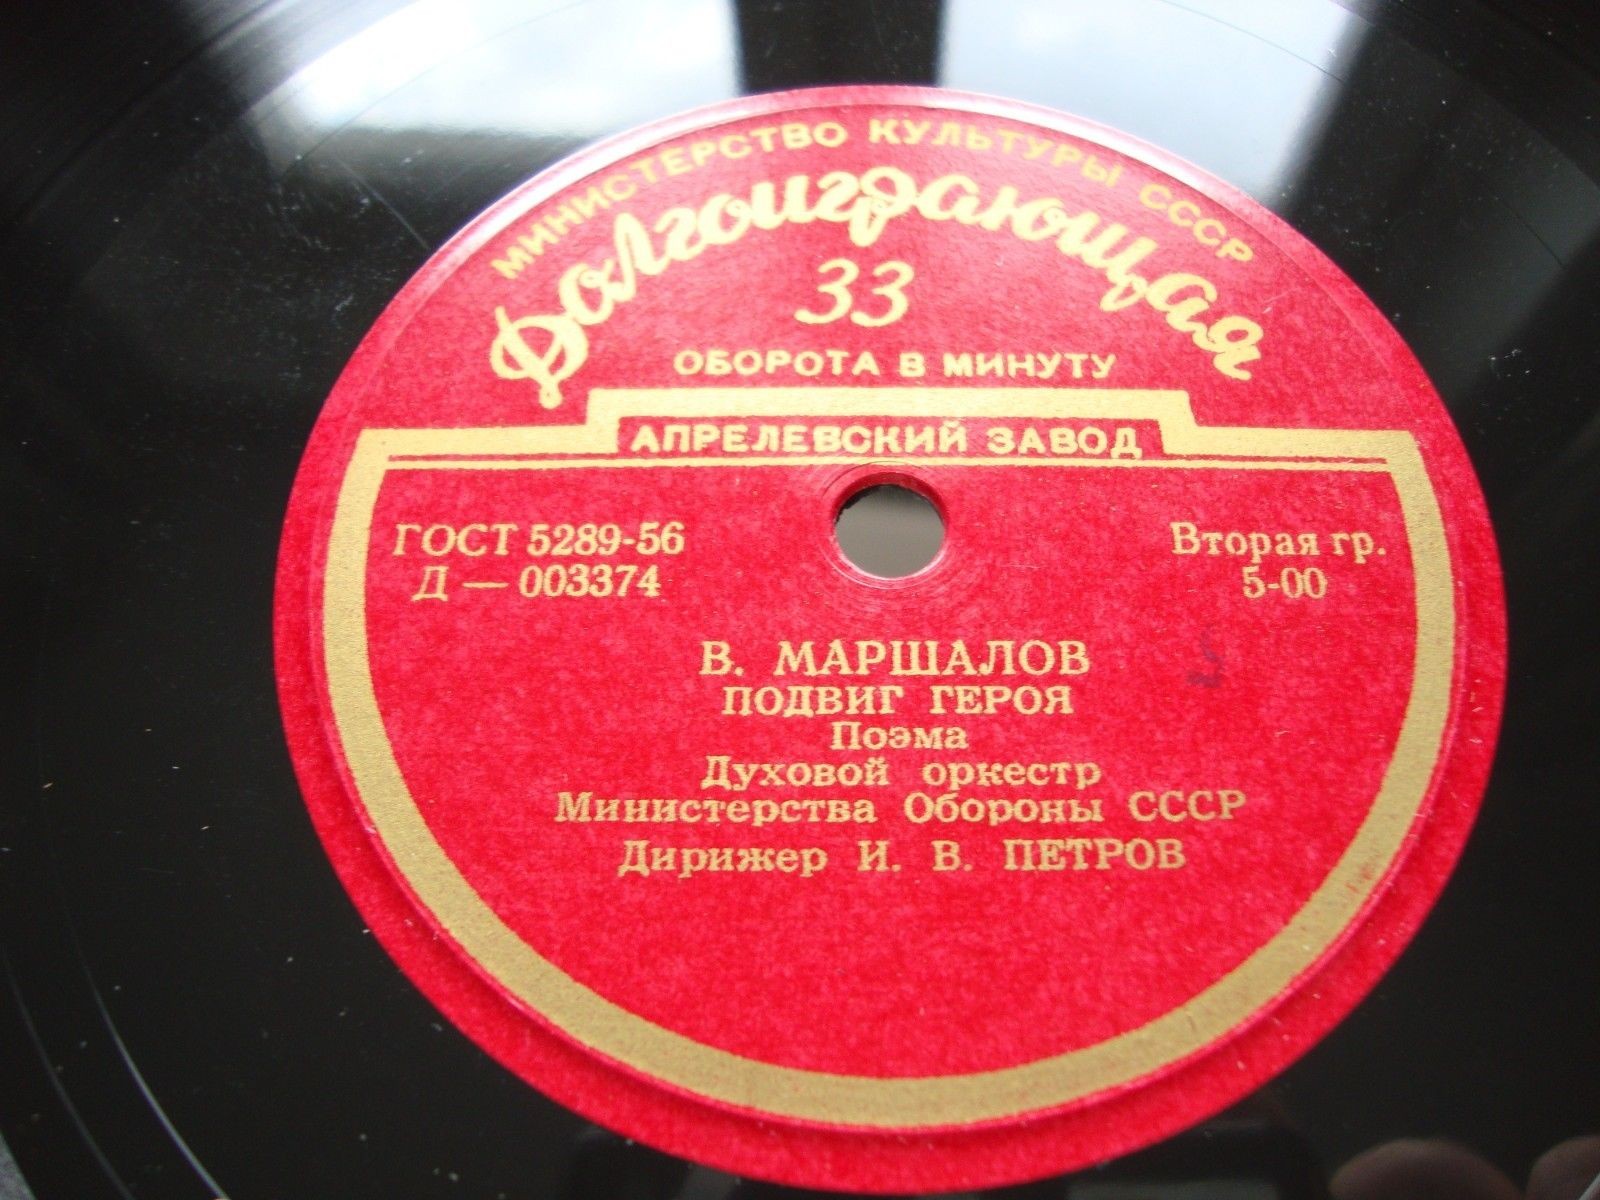 МИНИСТЕРСТВО КУЛЬТУРЫ СССР
Долгоиграющая
33
ОБОРОТА В МИНУТУ
АПРЕЛЕВСКИЙ ЗАВОД
ГОСТ 5289-56
Д — 003374
Вторая гр.
5-00
В. МАРШАЛОВ
ПОДВИГ ГЕРОЯ
Поэма
Духовой оркестр
Министерства Обороны СССР
Дирижер И. В. ПЕТРОВ